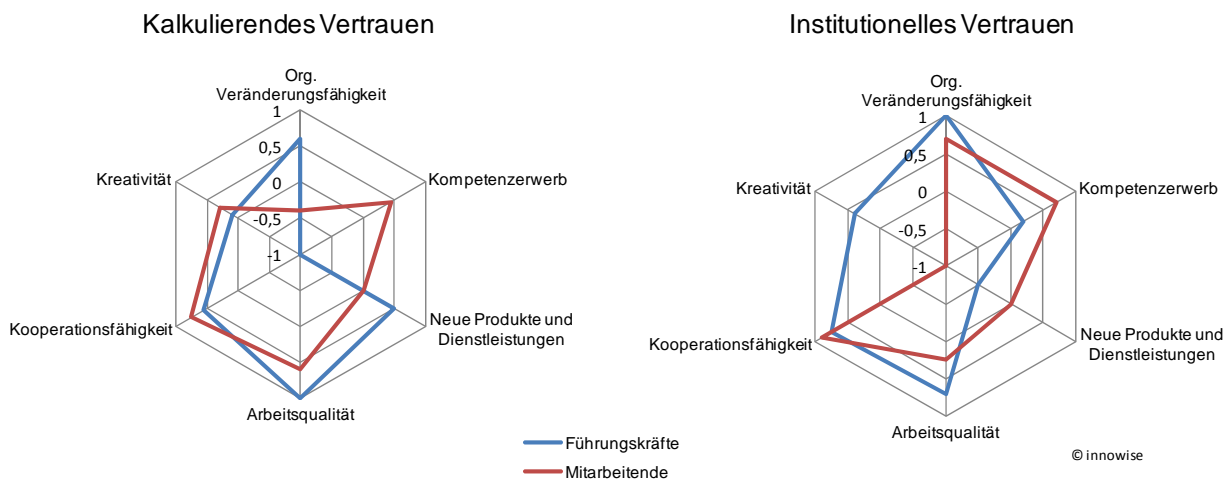 Kalkulierendes Vertrauen
Org.
Veränderungsfähigkeit
1
0,5
0
-0,5
-1
Kompetenzerwerb
Neue Produkte und
Dienstleistungen
Arbeitsqualität
Kooperationsfähigkeit
Kreativität
Institutionelles Vertrauen
Org.
Veränderungsfähigkeit
1
0,5
0
-0,5
-1
Kompetenzerwerb
Neue Produkte und
Dienstleistungen
Arbeitsqualität
Kooperationsfähigkeit
Kreativität
Führungskräfte
Mitarbeitende
© innowise